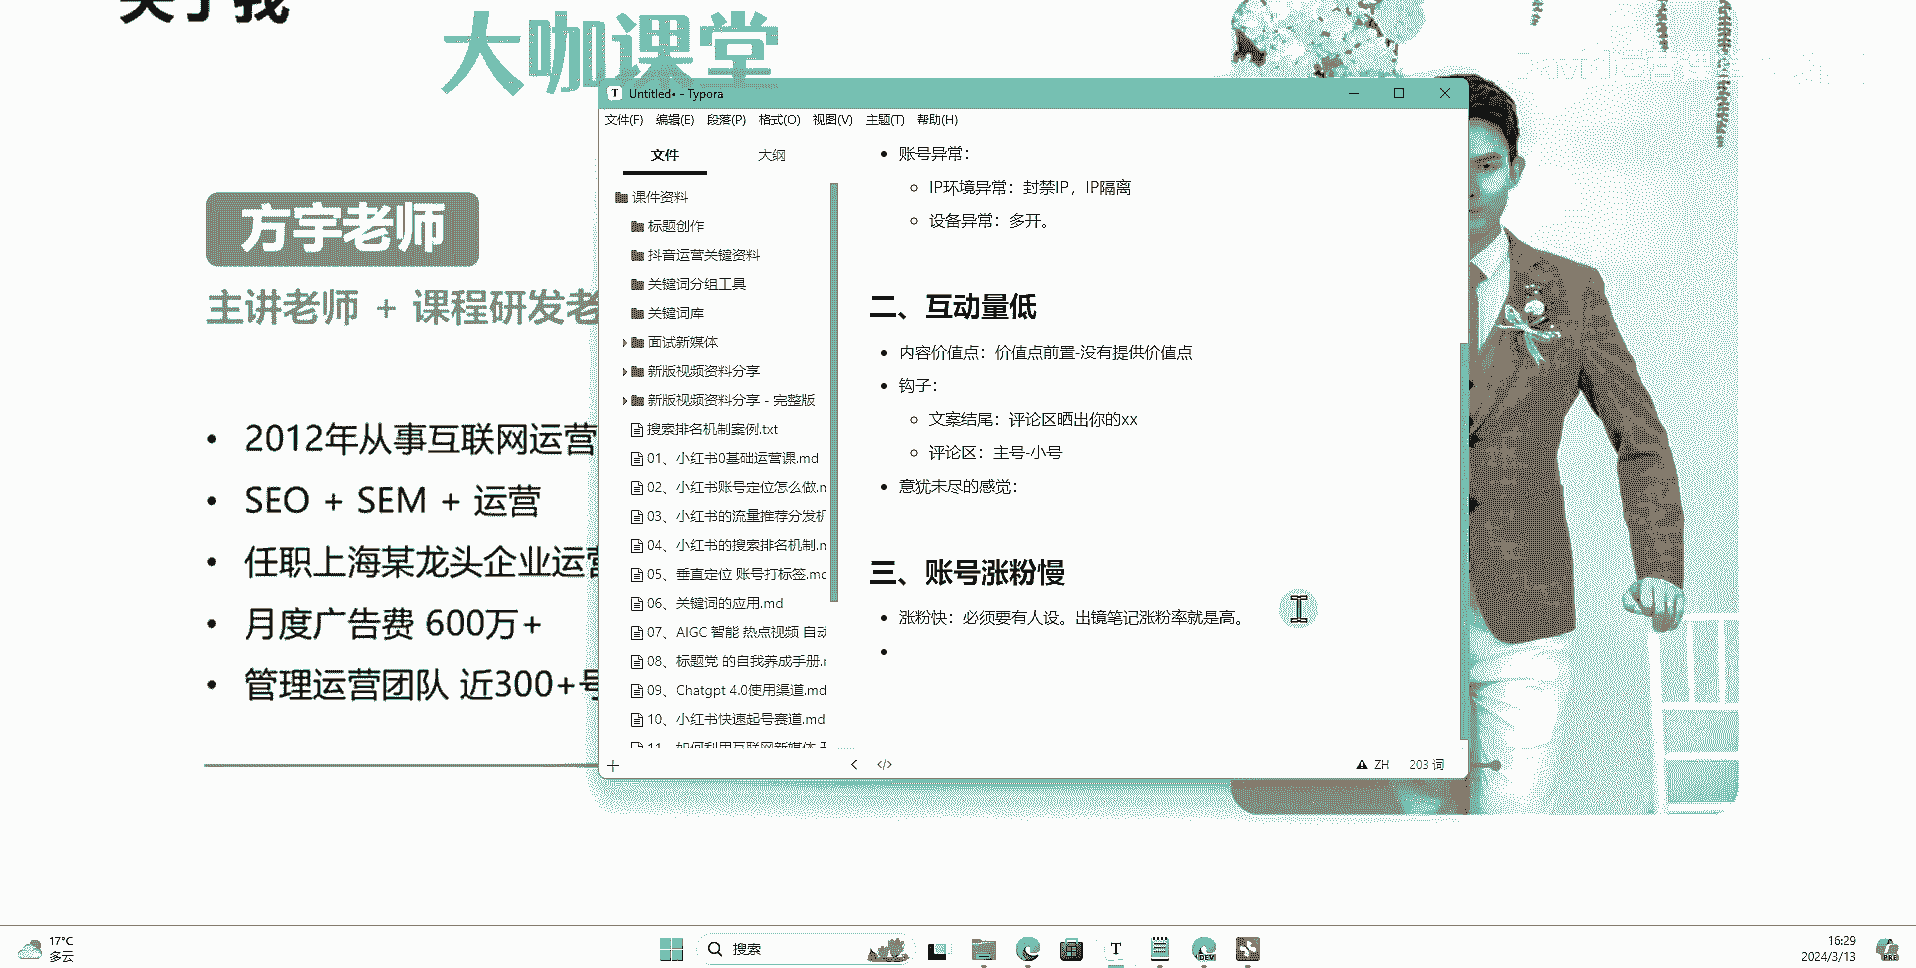 关于我
大咖课堂
方宇老师
主讲老师 + 课程研发老
2012年从事互联网运营
SEO + SEM + 运营
任职上海某龙头企业运营
月度广告费 600万+
管理运营团队 近300+号
Untitled• - Typora
文件(F) 编辑(E) 段落(P) 格式(O) 视图(V) 主题(T) 帮助(H)
文件 大纲
课件资料
标题创作
抖音运营关键资料
关键词分组工具
关键词库
面试新媒体
新版视频资料分享
新版视频资料分享 - 完整版
搜索排名机制案例.txt
01、小红书0基础运营课.md
02、小红书账号定位怎么做.m
03、小红书的流量推荐分发机
04、小红书的搜索排名机制.m
05、垂直定位 账号打标签.md
06、关键词的应用.md
07、AIGC 智能 热点视频 自动
08、标题党 的自我养成手册.m
09、Chatgpt 4.0使用渠道.md
10、小红书快速起号赛道.md
11、如何利用互联网新媒体
账号异常：
IP环境异常：封禁IP，IP隔离
设备异常：多开。
二、互动量低
内容价值点：价值点前置-没有提供价值点
钩子：
文案结尾：评论区晒出你的xx
评论区：主号-小号
意犹未尽的感觉：
三、账号涨粉慢
涨粉快：必须要有人设。出镜笔记涨粉率就是高。
ZH 203 词
17°C
多云
搜索
DEV
16:29
2024/3/13
PRE